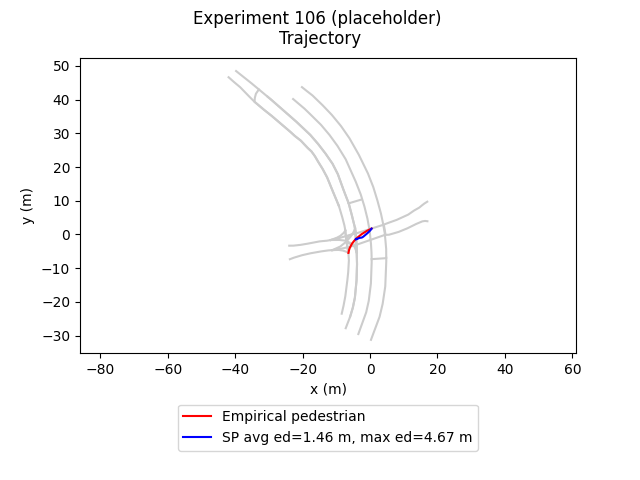 Experiment 106 (placeholder)
Trajectory
50
40
30
20
10
0
−10
−20
−30
y (m)
−80 −60 −40 −20 0 20 40 60
x (m)
Empirical pedestrian
SP avg ed=1.46 m, max ed=4.67 m